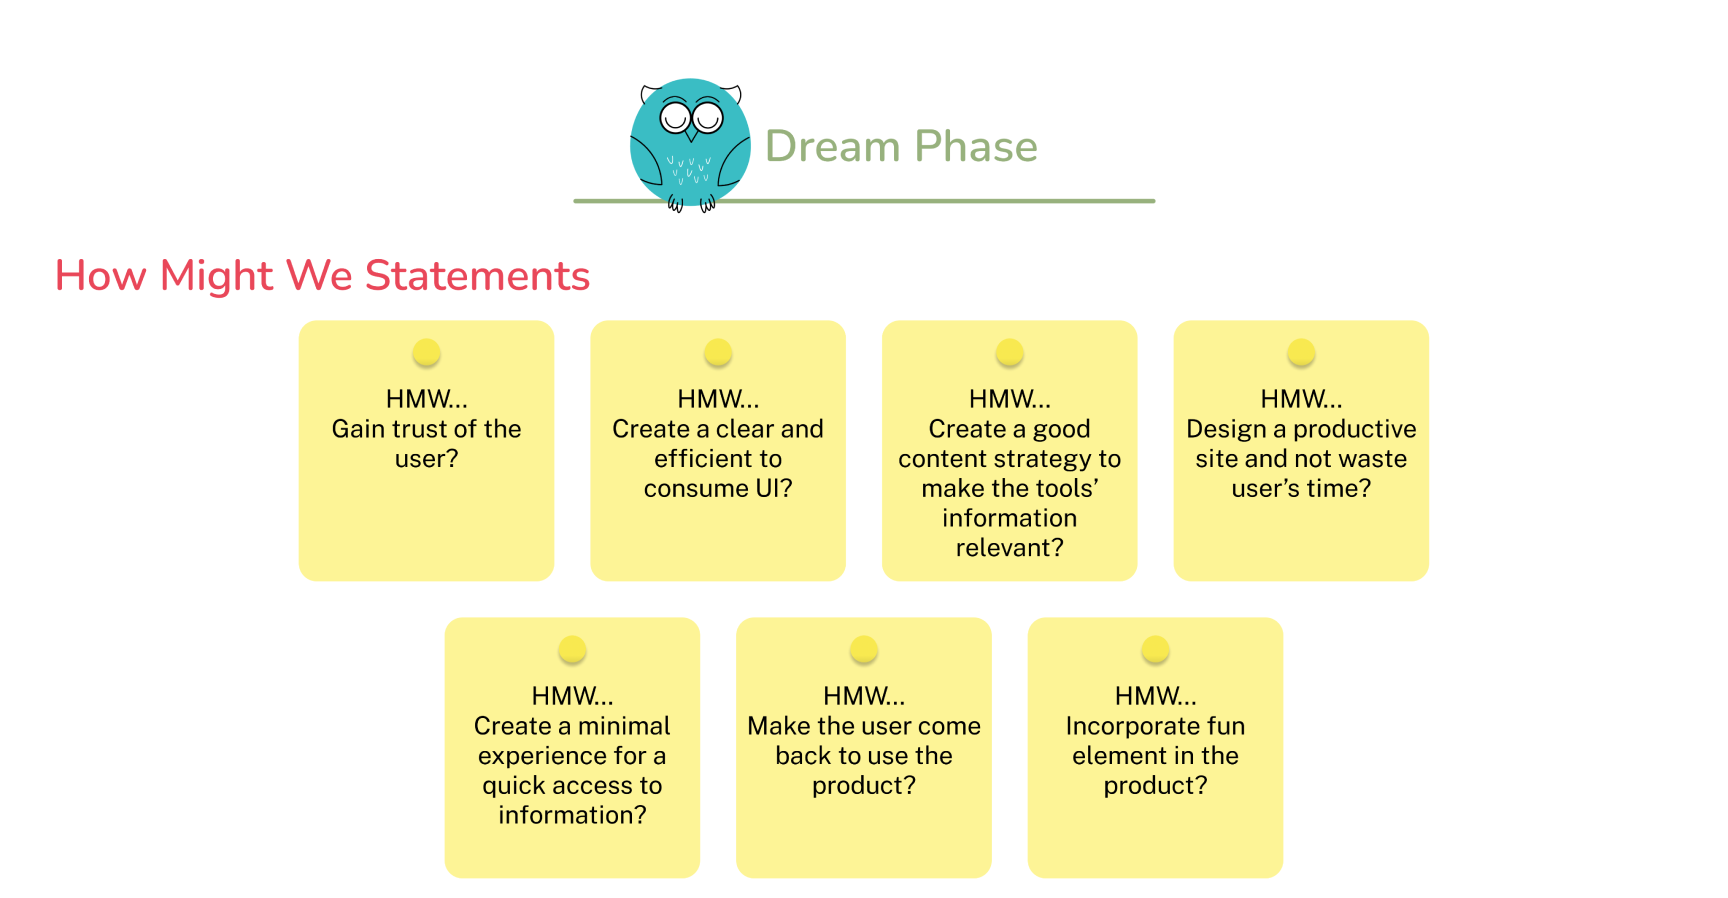 Dream Phase
How Might We Statements
HMW...
Gain trust of the
user?
HMW...
Create a clear and
efficient to
consume UI?
HMW...
Create a good
content strategy to
make the tools’
information
relevant?
HMW...
Design a productive
site and not waste
user’s time?
HMW...
Create a minimal
experience for a
quick access to
information?
HMW...
Make the user come
back to use the
product?
HMW...
Incorporate fun
element in the
product?